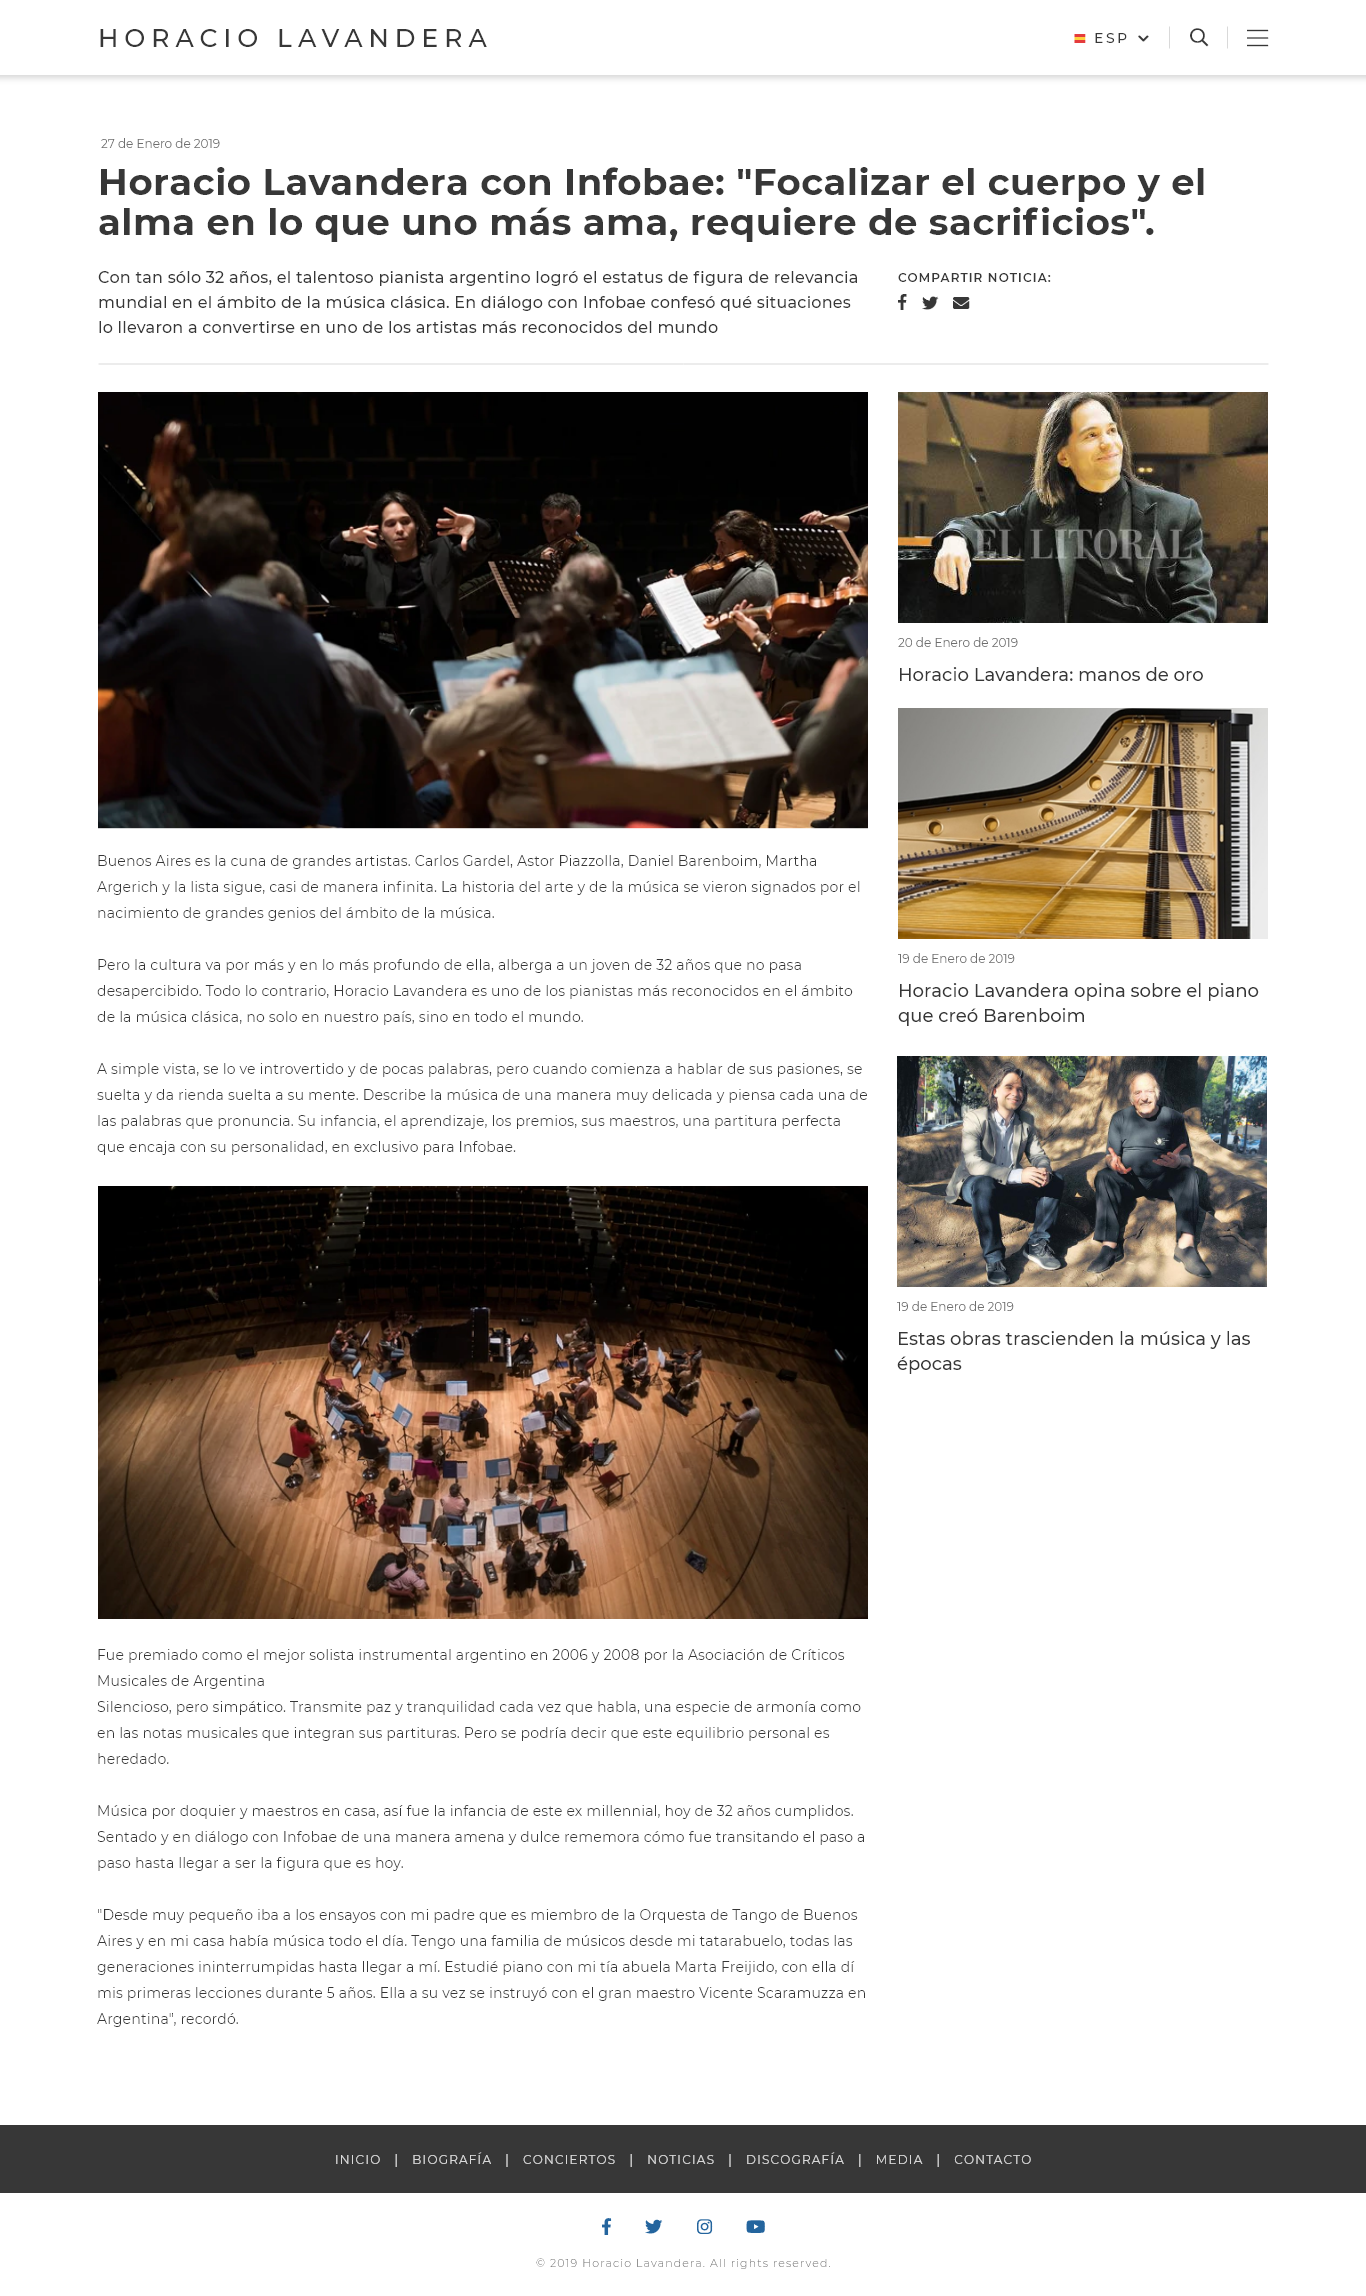 HORACIO LAVANDERA
ESP
27 de Enero de 2019
Horacio Lavandera con Infobae: "Focalizar el cuerpo y el
alma en lo que uno más ama, requiere de sacrificios".
Con tan sólo 32 años, el talentoso pianista argentino logró el estatus de figura de relevancia
mundial en el ámbito de la música clásica. En diálogo con Infobae confesó qué situaciones
lo llevaron a convertirse en uno de los artistas más reconocidos del mundo
COMPARTIR NOTICIA:
Buenos Aires es la cuna de grandes artistas. Carlos Gardel, Astor Piazzolla, Daniel Barenboim, Martha
Argerich y la lista sigue, casi de manera infinita. La historia del arte y de la música se vieron signados por el
nacimiento de grandes genios del ámbito de la música.
Pero la cultura va por más y en lo más profundo de ella, alberga a un joven de 32 años que no pasa
desapercibido. Todo lo contrario, Horacio Lavandera es uno de los pianistas más reconocidos en el ámbito
de la música clásica, no solo en nuestro país, sino en todo el mundo.
A simple vista, se lo ve introvertido y de pocas palabras, pero cuando comienza a hablar de sus pasiones, se
suelta y da rienda suelta a su mente. Describe la música de una manera muy delicada y piensa cada una de
las palabras que pronuncia. Su infancia, el aprendizaje, los premios, sus maestros, una partitura perfecta
que encaja con su personalidad, en exclusivo para Infobae.
Fue premiado como el mejor solista instrumental argentino en 2006 y 2008 por la Asociación de Críticos
Musicales de Argentina
Silencioso, pero simpático. Transmite paz y tranquilidad cada vez que habla, una especie de armonía como
en las notas musicales que integran sus partituras. Pero se podría decir que este equilibrio personal es
heredado.
Música por doquier y maestros en casa, así fue la infancia de este ex millennial, hoy de 32 años cumplidos.
Sentado y en diálogo con Infobae de una manera amena y dulce rememora cómo fue transitando el paso a
paso hasta llegar a ser la figura que es hoy.
"Desde muy pequeño iba a los ensayos con mi padre que es miembro de la Orquesta de Tango de Buenos
Aires y en mi casa había música todo el día. Tengo una familia de músicos desde mi tatarabuelo, todas las
generaciones ininterrumpidas hasta llegar a mí. Estudié piano con mi tía abuela Marta Freijido, con ella dí
mis primeras lecciones durante 5 años. Ella a su vez se instruyó con el gran maestro Vicente Scaramuzza en
Argentina", recordó.
EL LITORAL
20 de Enero de 2019
Horacio Lavandera: manos de oro
19 de Enero de 2019
Horacio Lavandera opina sobre el piano
que creó Barenboim
19 de Enero de 2019
Estas obras trascienden la música y las
épocas
INICIO | BIOGRAFÍA | CONCIERTOS | NOTICIAS | DISCOGRAFÍA | MEDIA | CONTACTO
© 2019 Horacio Lavandera. All rights reserved.